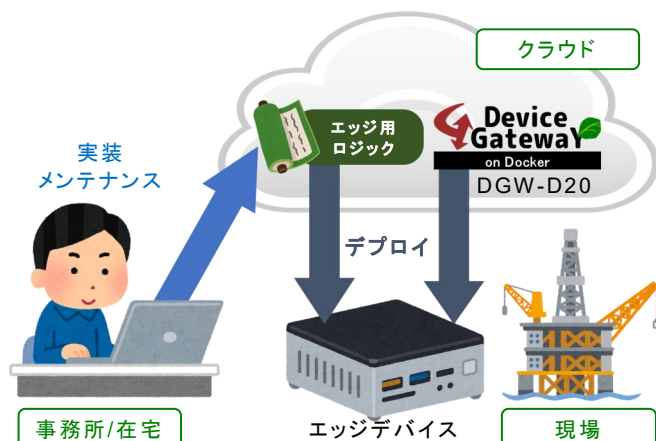 クラウド
エッジ用
ロジック
Device
Gateway
on Docker
DGW-D20
実装
メンテナンス
デプロイ
事務所/在宅
エッジデバイス
現場